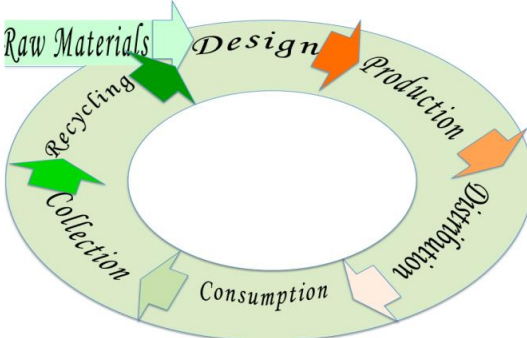 Raw Materials
Design
Production
Distribution
Consumption
Collection
Recycling